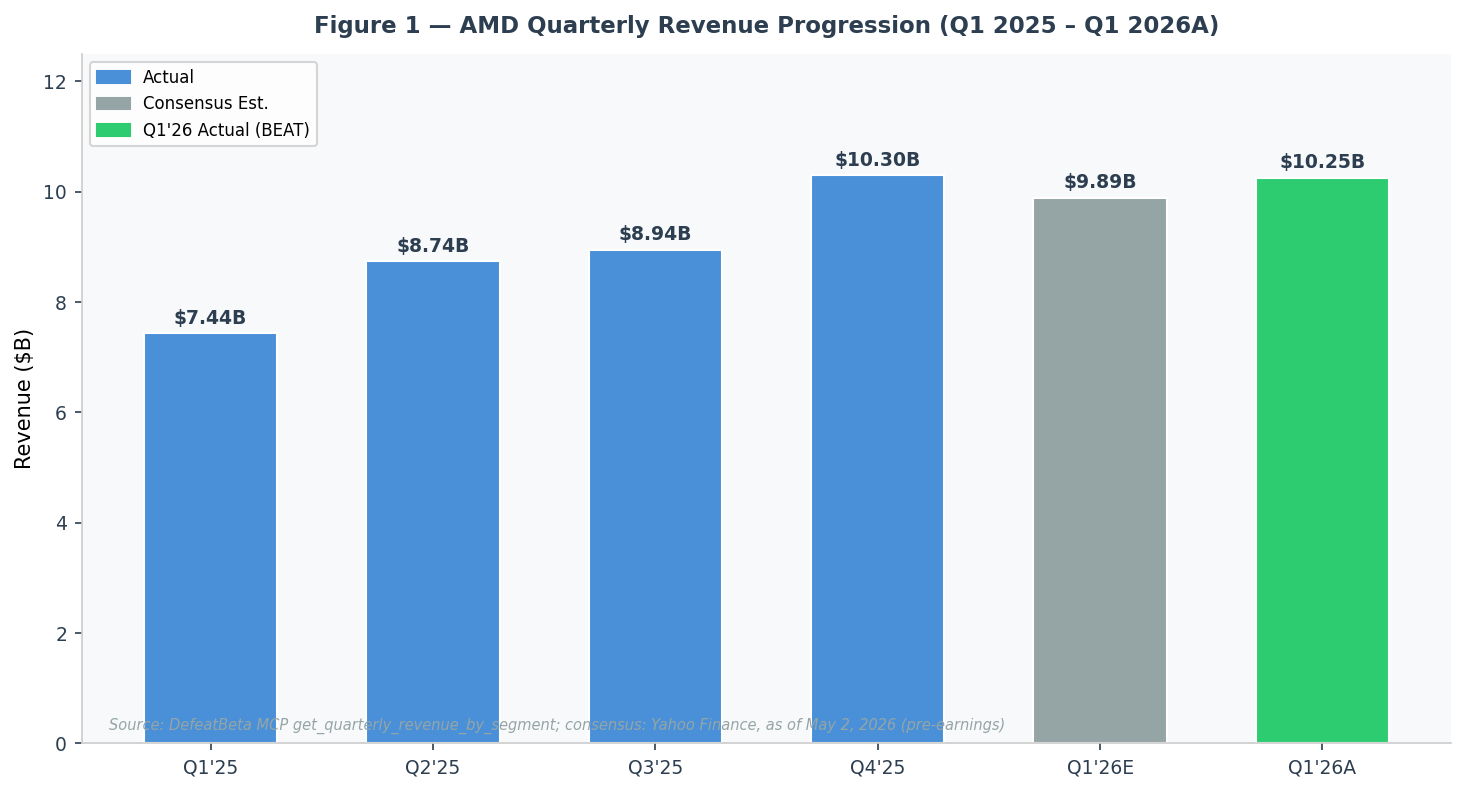 Figure 1 — AMD Quarterly Revenue Progression (Q1 2025 – Q1 2026A)
Actual
Consensus Est.
Q1'26 Actual (BEAT)
Revenue ($B)
12
10
8
6
4
2
0
$7.44B
$8.74B
$8.94B
$10.30B
$9.89B
$10.25B
Source: DefeatBeta MCP get_quarterly_revenue_by_segment; consensus: Yahoo Finance, as of May 2, 2026 (pre-earnings)
Q1'25
Q2'25
Q3'25
Q4'25
Q1'26E
Q1'26A